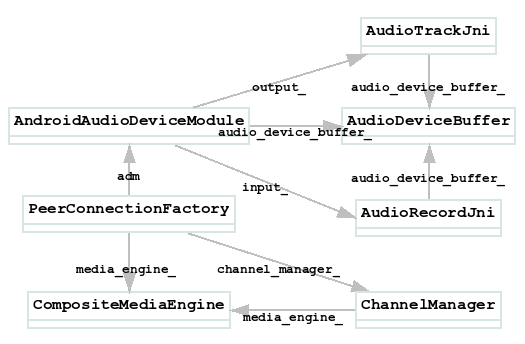 AudioTrackJni
output_
audio_device_buffer_
AndroidAudioDeviceModule
audio_device_buffer_
AudioDeviceBuffer
adm
input_
audio_device_buffer_
PeerConnectionFactory
AudioRecordJni
media_engine_
channel_manager_
CompositeMediaEngine
media_engine_
ChannelManager